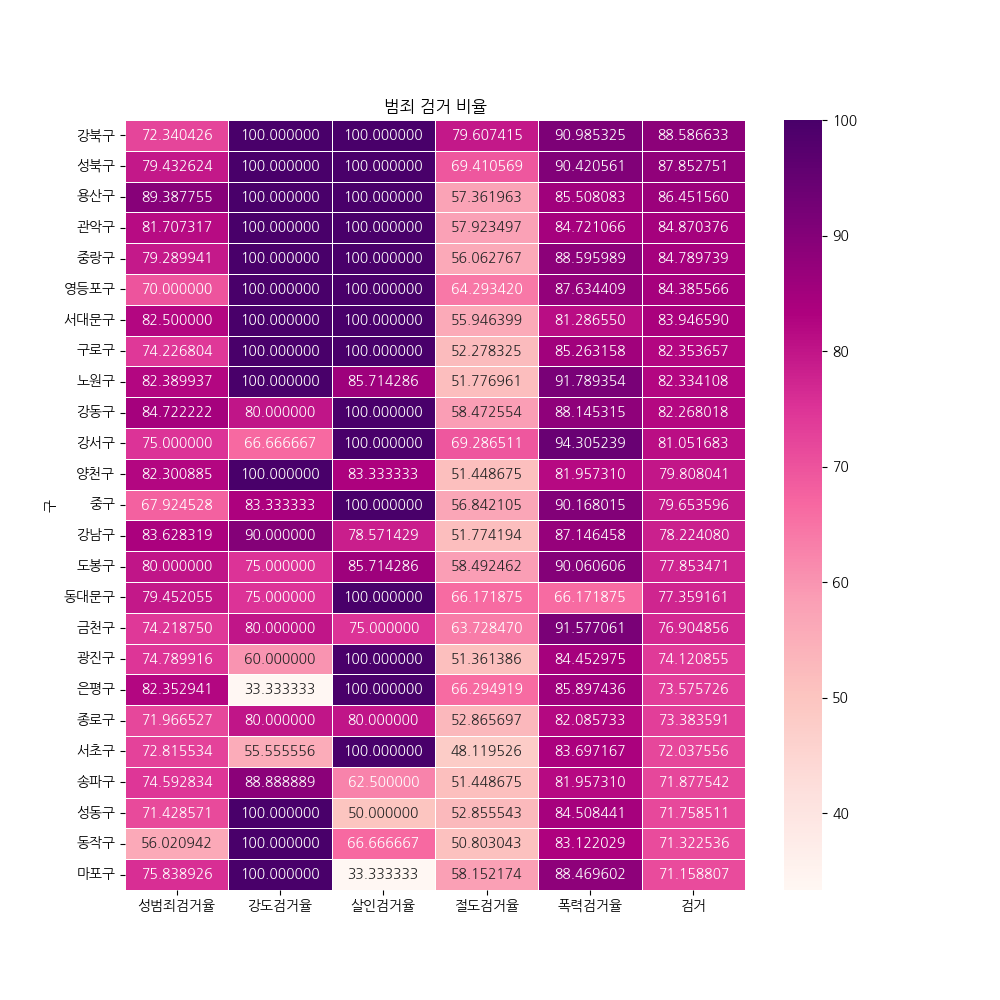 범죄 검거 비율
강북구 72.340426 100.000000 100.000000 79.607415 90.985325 88.586633
성북구 79.432624 100.000000 100.000000 69.410569 90.420561 87.852751
용산구 89.387755 100.000000 100.000000 57.361963 85.508083 86.451560
관악구 81.707317 100.000000 100.000000 57.923497 84.721066 84.870376
중랑구 79.289941 100.000000 100.000000 56.062767 88.595989 84.789739
영등포구 70.000000 100.000000 100.000000 64.293420 87.634409 84.385566
서대문구 82.500000 100.000000 100.000000 55.946399 81.286550 83.946590
구로구 74.226804 100.000000 100.000000 52.278325 85.263158 82.353657
노원구 82.389937 100.000000 85.714286 51.776961 91.789354 82.334108
강동구 84.722222 80.000000 100.000000 58.472554 88.145315 82.268018
강서구 75.000000 66.666667 100.000000 69.286511 94.305239 81.051683
양천구 82.300885 100.000000 83.333333 51.448675 81.957310 79.808041
중구 67.924528 83.333333 100.000000 56.842105 90.168015 79.653596
강남구 83.628319 90.000000 78.571429 51.774194 87.146458 78.224080
도봉구 80.000000 75.000000 85.714286 58.492462 90.060606 77.853471
동대문구 79.452055 75.000000 100.000000 66.171875 66.171875 77.359161
금천구 74.218750 80.000000 75.000000 63.728470 91.577061 76.904856
광진구 74.789916 60.000000 100.000000 51.361386 84.452975 74.120855
은평구 82.352941 33.333333 100.000000 66.294919 85.897436 73.575726
종로구 71.966527 80.000000 80.000000 52.865697 82.085733 73.383591
서초구 72.815534 55.555556 100.000000 48.119526 83.697167 72.037556
송파구 74.592834 88.888889 62.500000 51.448675 81.957310 71.877542
성동구 71.428571 100.000000 50.000000 52.855543 84.508441 71.758511
동작구 56.020942 100.000000 66.666667 50.803043 83.122029 71.322536
마포구 75.838926 100.000000 33.333333 58.152174 88.469602 71.158807
성범죄검거율 강도검거율 살인검거율 절도검거율 폭력검거율 검거
구
100
90
80
70
60
50
40